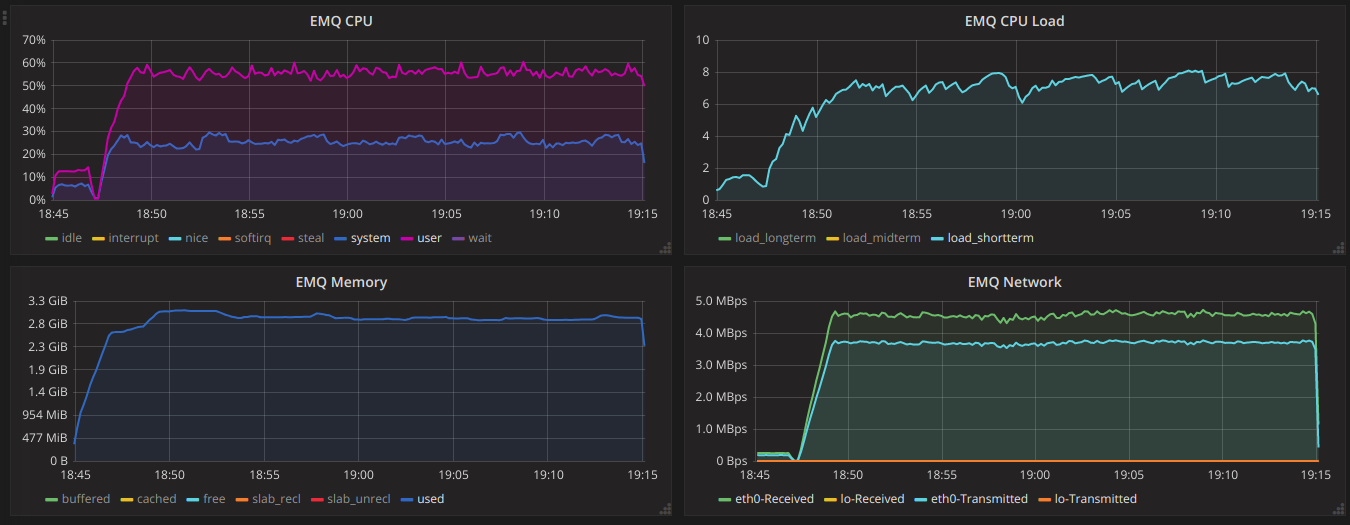 EMQ CPU
70%
60%
50%
40%
30%
20%
10%
0%
18:45 18:50 18:55 19:00 19:05 19:10 19:15
idle interrupt nice softirq steal system user wait
EMQ CPU Load
10
8
6
4
2
0
18:45 18:50 18:55 19:00 19:05 19:10 19:15
load_longterm load_midterm load_shortterm
EMQ Memory
3.3 GiB
2.8 GiB
2.3 GiB
1.9 GiB
1.4 GiB
954 MiB
477 MiB
0 B
18:45 18:50 18:55 19:00 19:05 19:10 19:15
buffered cached free slab_recl slab_unrecl used
EMQ Network
5.0 MBps
4.0 MBps
3.0 MBps
2.0 MBps
1.0 MBps
0 Bps
18:45 18:50 18:55 19:00 19:05 19:10 19:15
eth0-Received lo-Received eth0-Transmitted lo-Transmitted